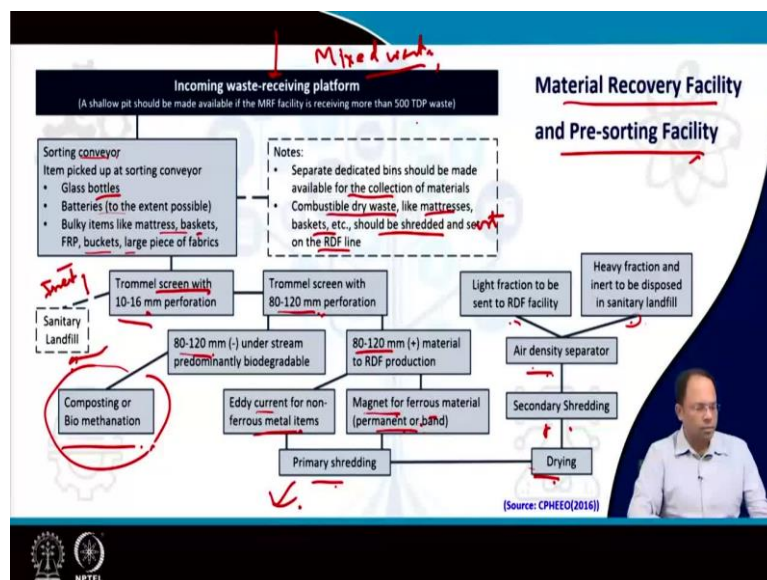 Mixed waste
Incoming waste-receiving platform
(A shallow pit should be made available if the MRF facility is receiving more than 500 TDP waste)
Material Recovery Facility
and Pre-sorting Facility
Sorting conveyor
Item picked up at sorting conveyor
• Glass bottles
• Batteries (to the extent possible)
• Bulky items like mattress, baskets,
FRP, buckets, large piece of fabrics
Notes:
• Separate dedicated bins should be made
available for the collection of materials
• Combustible dry waste, like mattresses,
baskets, etc., should be shredded and sent
on the RDF line
Inert
Sanitary
Landfill
Trommel screen with
10-16 mm perforation
Trommel screen with
80-120 mm perforation
Light fraction to be
sent to RDF facility
Heavy fraction and
inert to be disposed
in sanitary landfill
80-120 mm (-) under stream
predominantly biodegradable
80-120 mm (+) material
to RDF production
Air density separator
Composting or
Bio methanation
Eddy current for non-
ferrous metal items
Magnet for ferrous material
(permanent or band)
Secondary Shredding
Primary shredding
Drying
(Source: CPHEEO(2016))
NPTEL